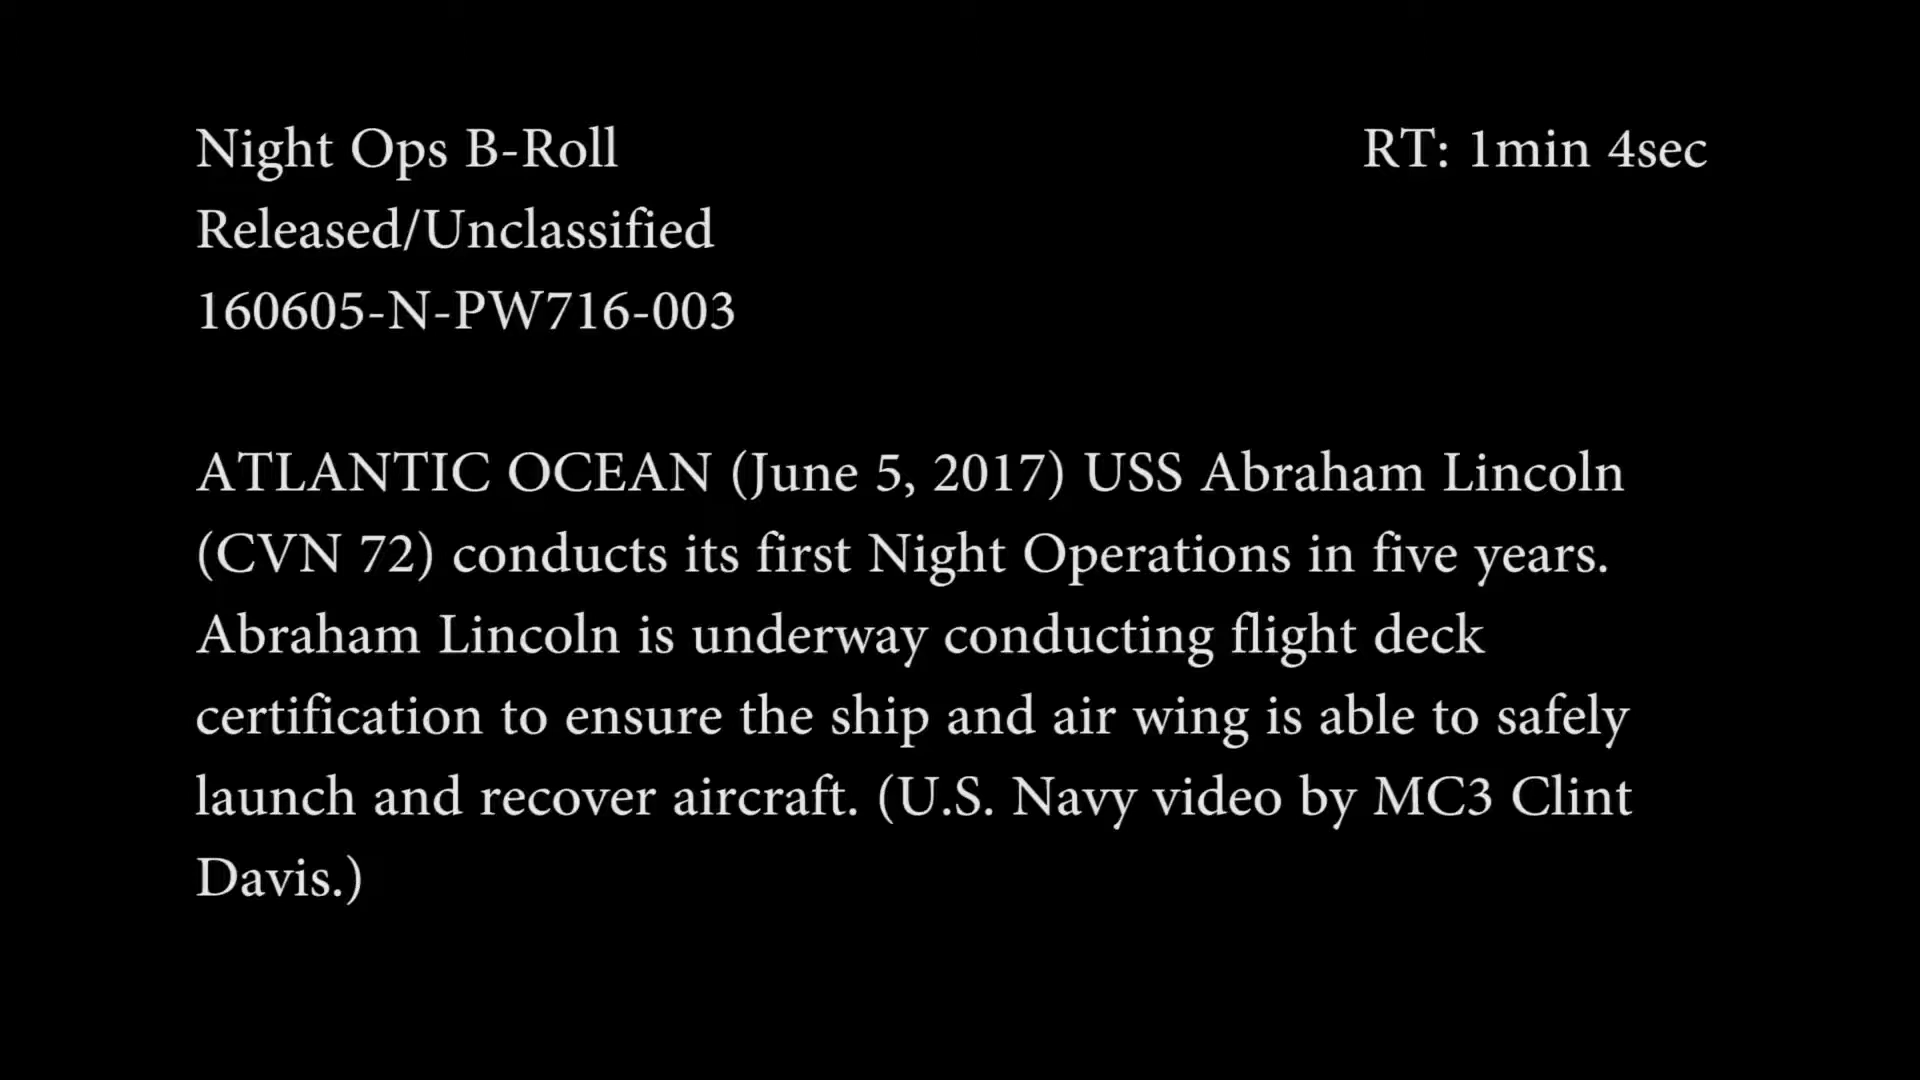 Night Ops B-Roll
RT: 1min 4sec
Released/Unclassified
160605-N-PW716-003
ATLANTIC OCEAN (June 5, 2017) USS Abraham Lincoln
(CVN 72) conducts its first Night Operations in five years.
Abraham Lincoln is underway conducting flight deck
certification to ensure the ship and air wing is able to safely
launch and recover aircraft. (U.S. Navy video by MC3 Clint
Davis.)